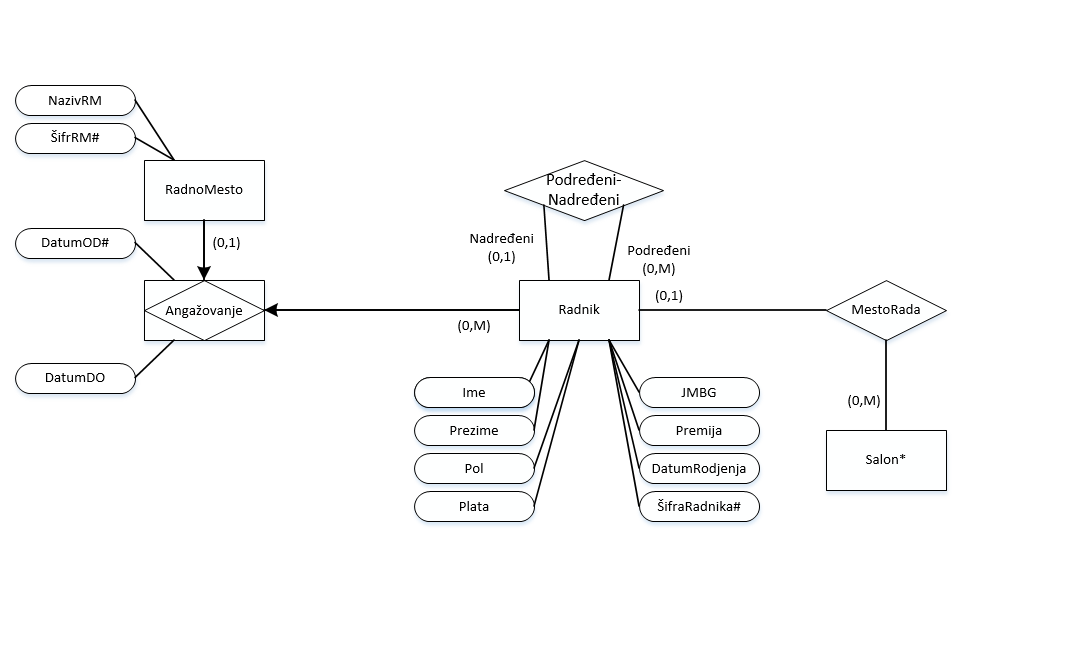 NazivRM
ŠifrRM#
RadnoMesto
(0,1)
DatumOD#
Angažovanje
DatumDO
Podređeni-
Nadređeni
Nadređeni
(0,1)
Podređeni
(0,M)
(0,1)
(0,M)
Radnik
MestoRada
(0,M)
Salon*
Ime
Prezime
Pol
Plata
JMBG
Premija
DatumRodjenja
ŠifraRadnika#